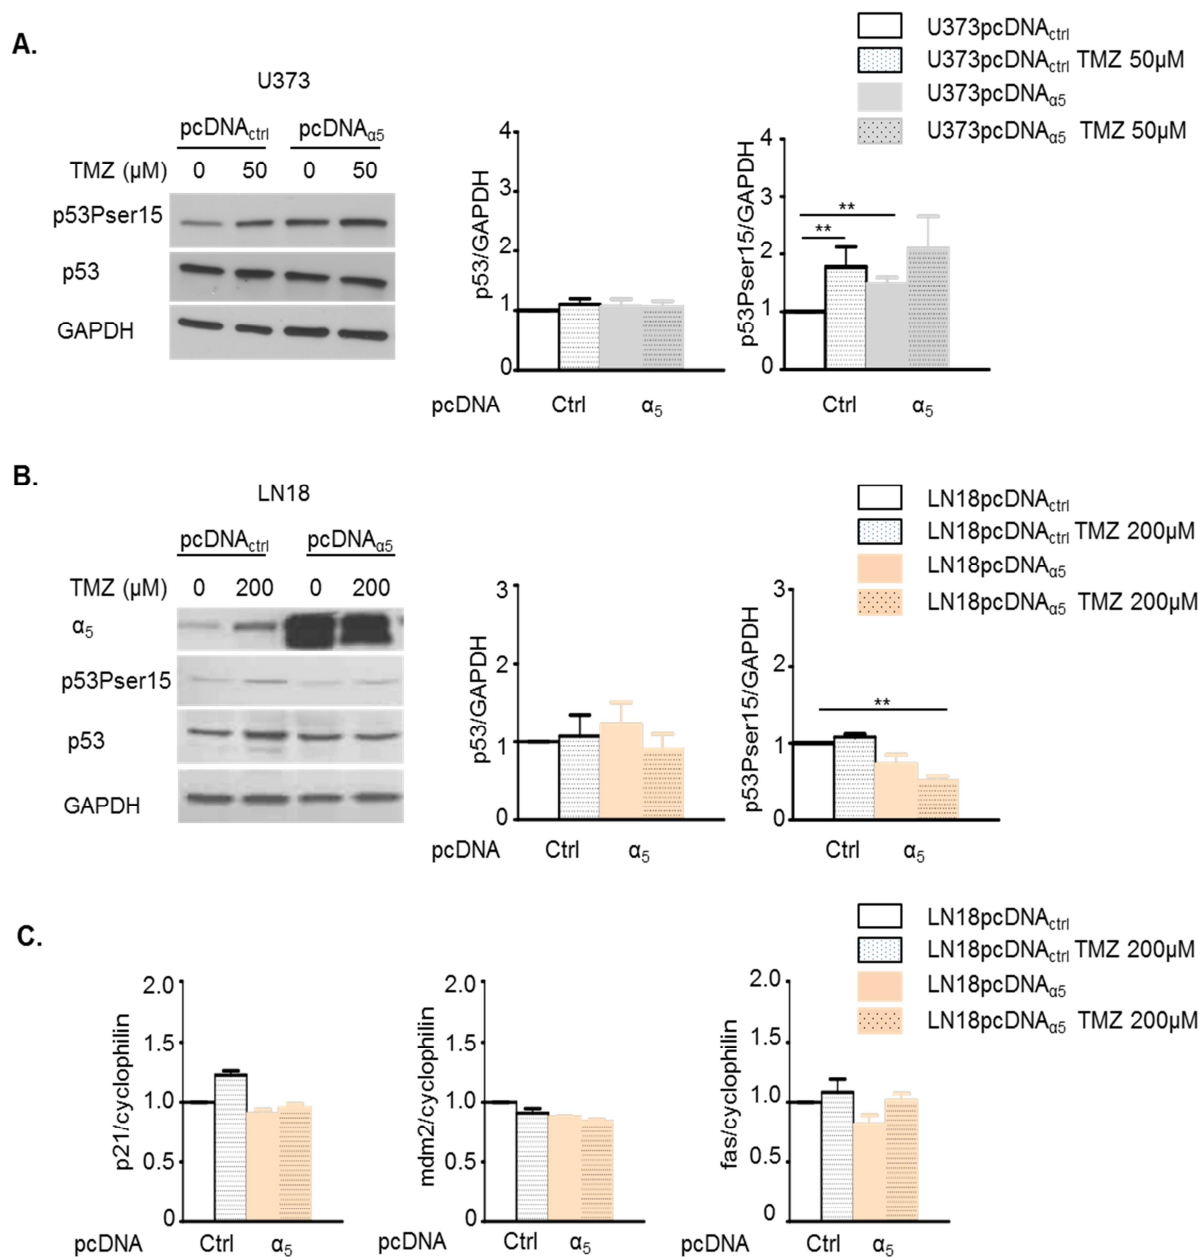 A.
U373
pcDNActrl pcDNAα5
TMZ (µM) 0 50 0 50
p53Pser15
p53
GAPDH
p53/GAPDH
4
3
2
1
0
pcDNA Ctrl α5
p53Pser15/GAPDH
4
3
2
1
0
**
**
Ctrl α5
U373pcDNActrl
U373pcDNActrl TMZ 50µM
U373pcDNAα5
U373pcDNAα5 TMZ 50µM
B.
LN18
pcDNActrl pcDNAα5
TMZ (µM) 0 200 0 200
α5
p53Pser15
p53
GAPDH
p53/GAPDH
3
2
1
0
pcDNA Ctrl α5
p53Pser15/GAPDH
3
2
1
0
**
Ctrl α5
LN18pcDNActrl
LN18pcDNActrl TMZ 200µM
LN18pcDNAα5
LN18pcDNAα5 TMZ 200µM
C.
p21/cyclophilin
2.0
1.5
1.0
0.5
0
pcDNA Ctrl α5
mdm2/cyclophilin
2.0
1.5
1.0
0.5
0
pcDNA Ctrl α5
fas/cyclophilin
2.0
1.5
1.0
0.5
0
pcDNA Ctrl α5
LN18pcDNActrl
LN18pcDNActrl TMZ 200µM
LN18pcDNAα5
LN18pcDNAα5 TMZ 200µM